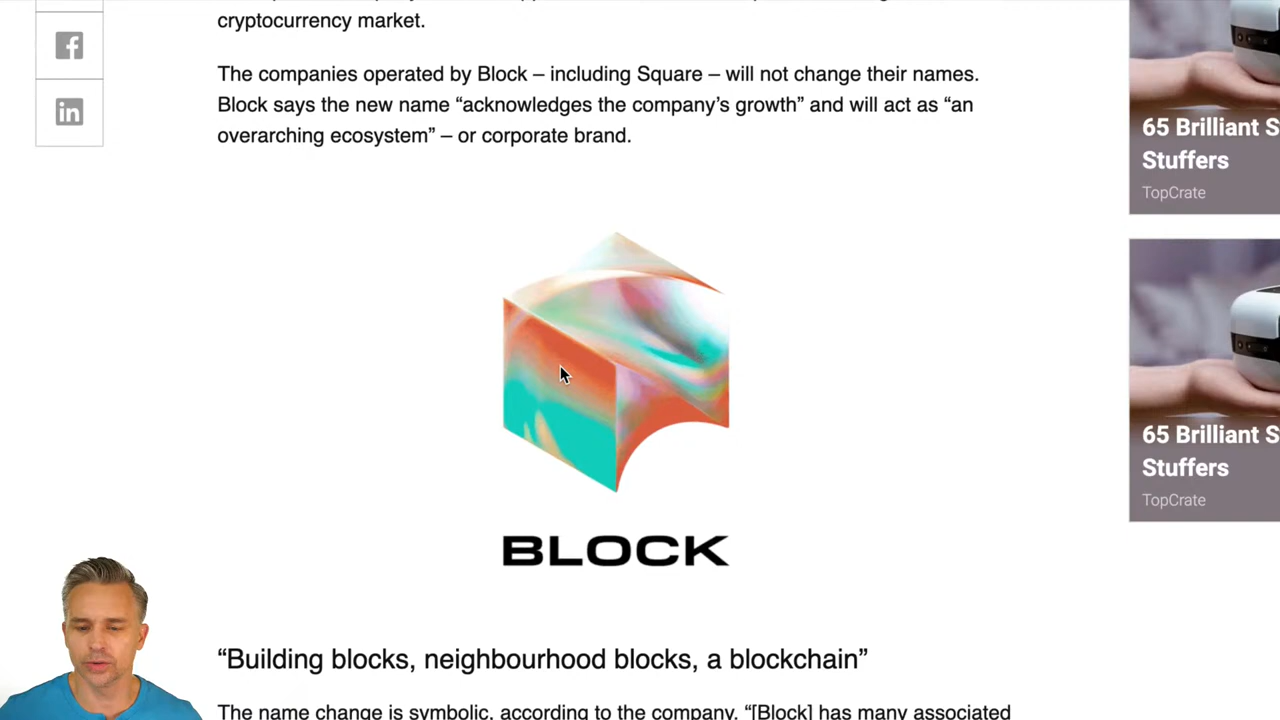 cryptocurrency market.
The companies operated by Block – including Square – will not change their names.
Block says the new name “acknowledges the company’s growth” and will act as “an
overarching ecosystem” – or corporate brand.
BLOCK
“Building blocks, neighbourhood blocks, a blockchain”
The name change is symbolic, according to the company. “[Block] has many associated
in
65 Brilliant S
Stuffers
TopCrate
65 Brilliant S
Stuffers
TopCrate